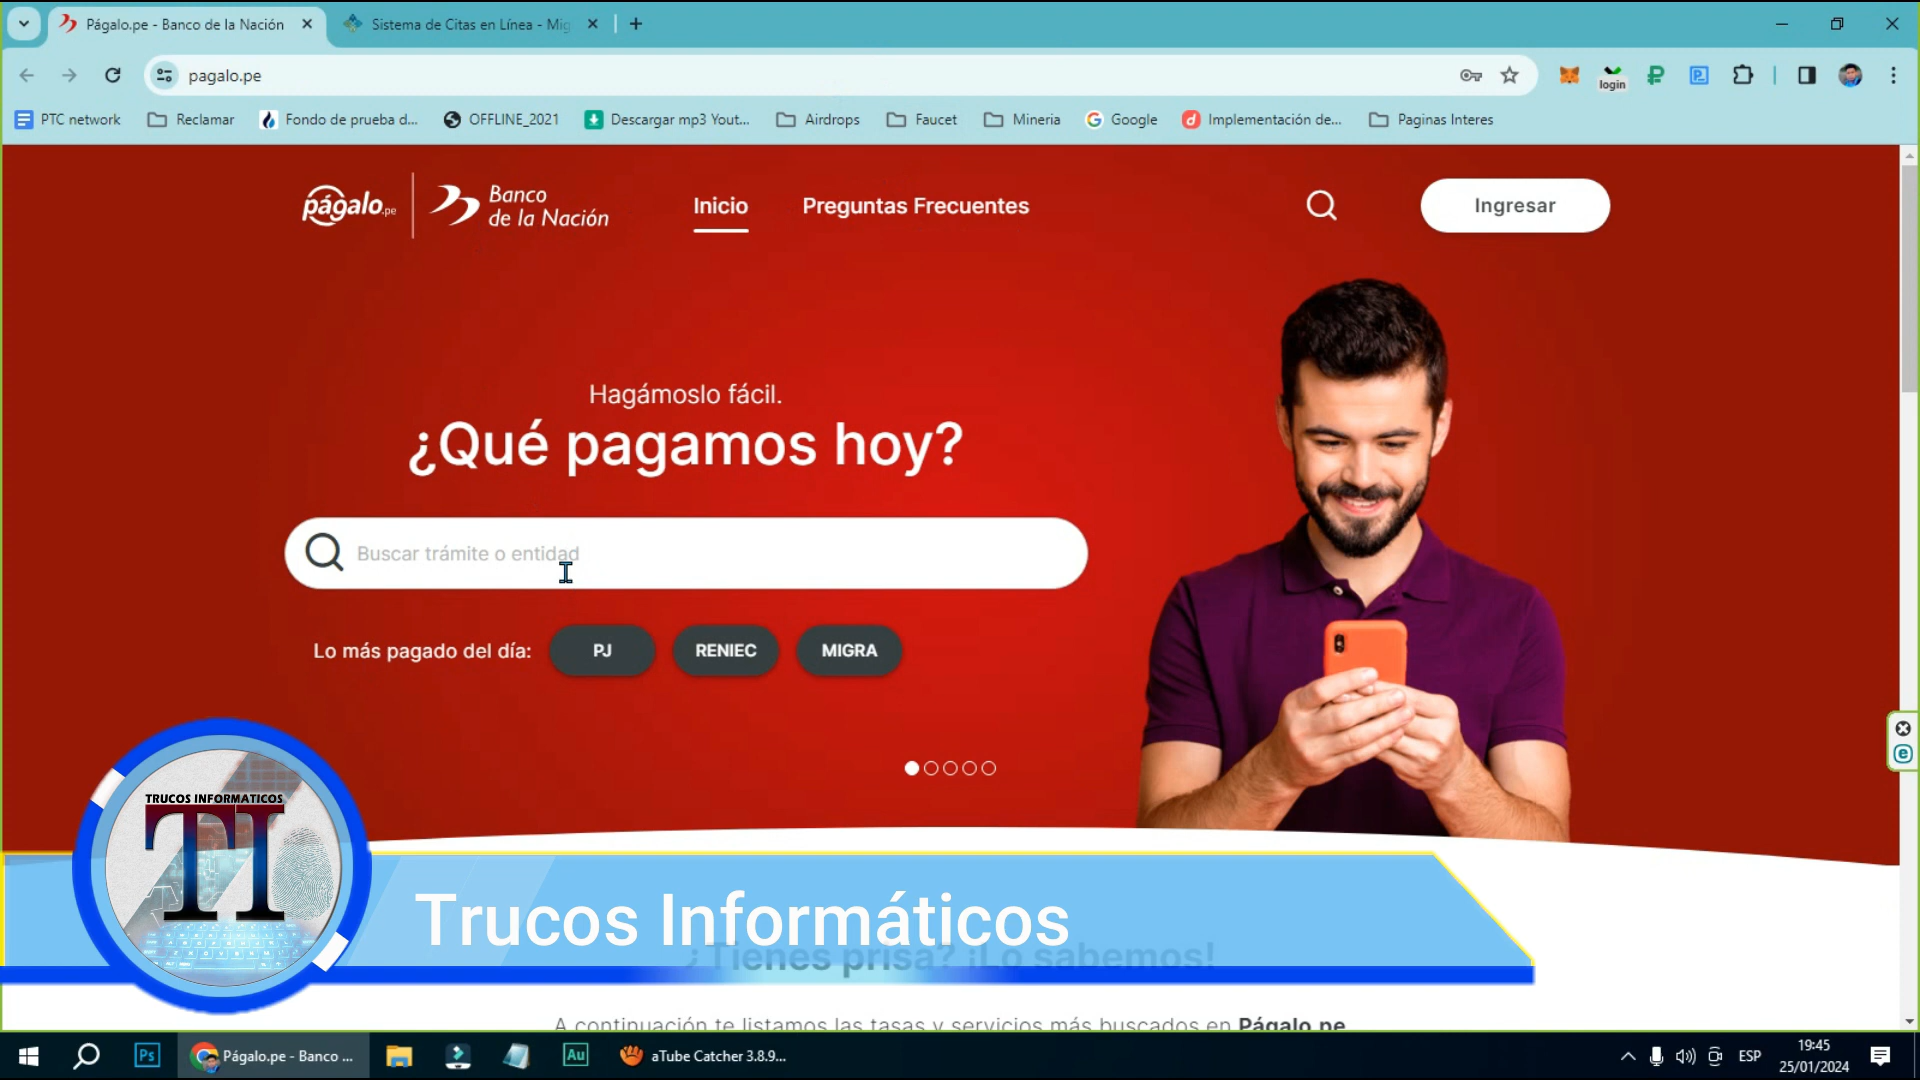 Págalo.pe - Banco de la Nación
Sistema de Citas en Línea - Mig
pagalo.pe
login
PTC network
Reclamar
Fondo de prueba d...
OFFLINE_2021
Descargar mp3 Yout...
Airdrops
Faucet
Mineria
Google
Implementación de...
Paginas Interes
págalo.pe
Banco
de la Nación
Inicio
Preguntas Frecuentes
Ingresar
Hagámoslo fácil.
¿Qué pagamos hoy?
Buscar trámite o entidad
Lo más pagado del día:
PJ
RENIEC
MIGRA
TRUCOS INFORMATICOS
TI
Trucos Informáticos
¿Tienes prisa? ¡Lo sabemos!
A continuación te listamos las tasas y servicios más buscados en Págalo.pe
Ps
Págalo.pe - Banco ...
Au
aTube Catcher 3.8.9...
ESP
19:45
25/01/2024